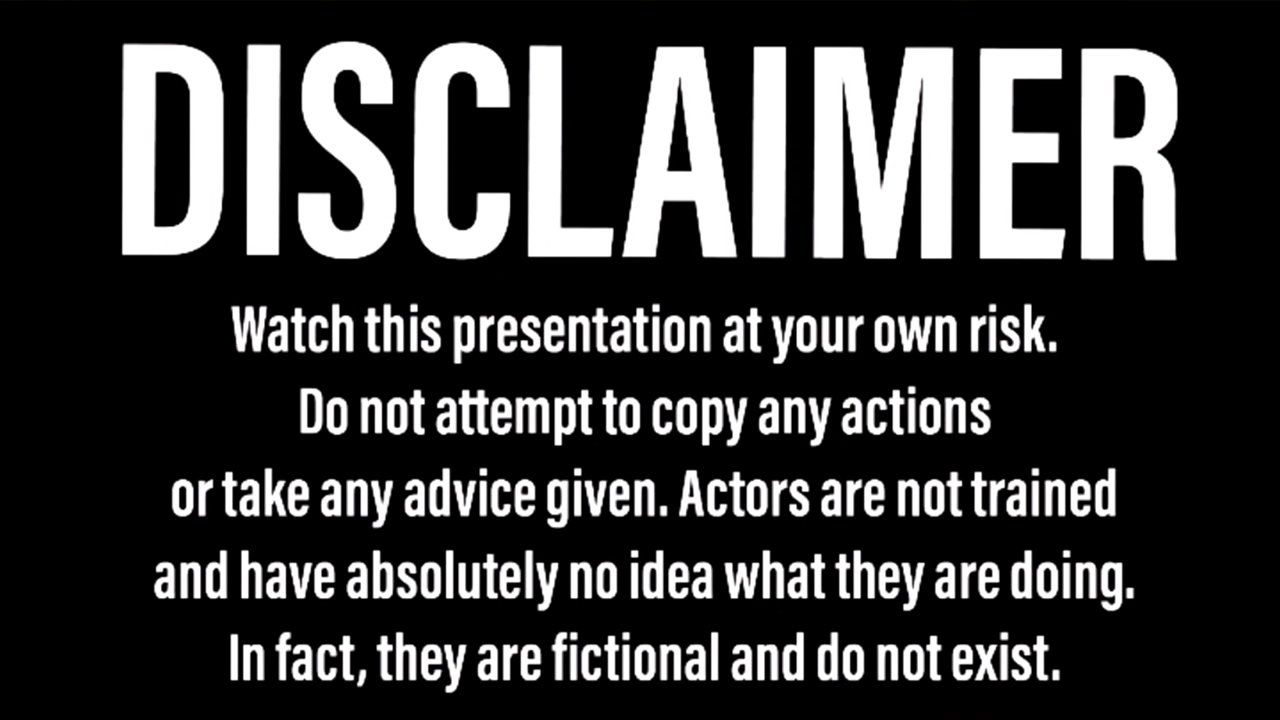 DISCLAIMER
Watch this presentation at your own risk.
Do not attempt to copy any actions
or take any advice given. Actors are not trained
and have absolutely no idea what they are doing.
In fact, they are fictional and do not exist.